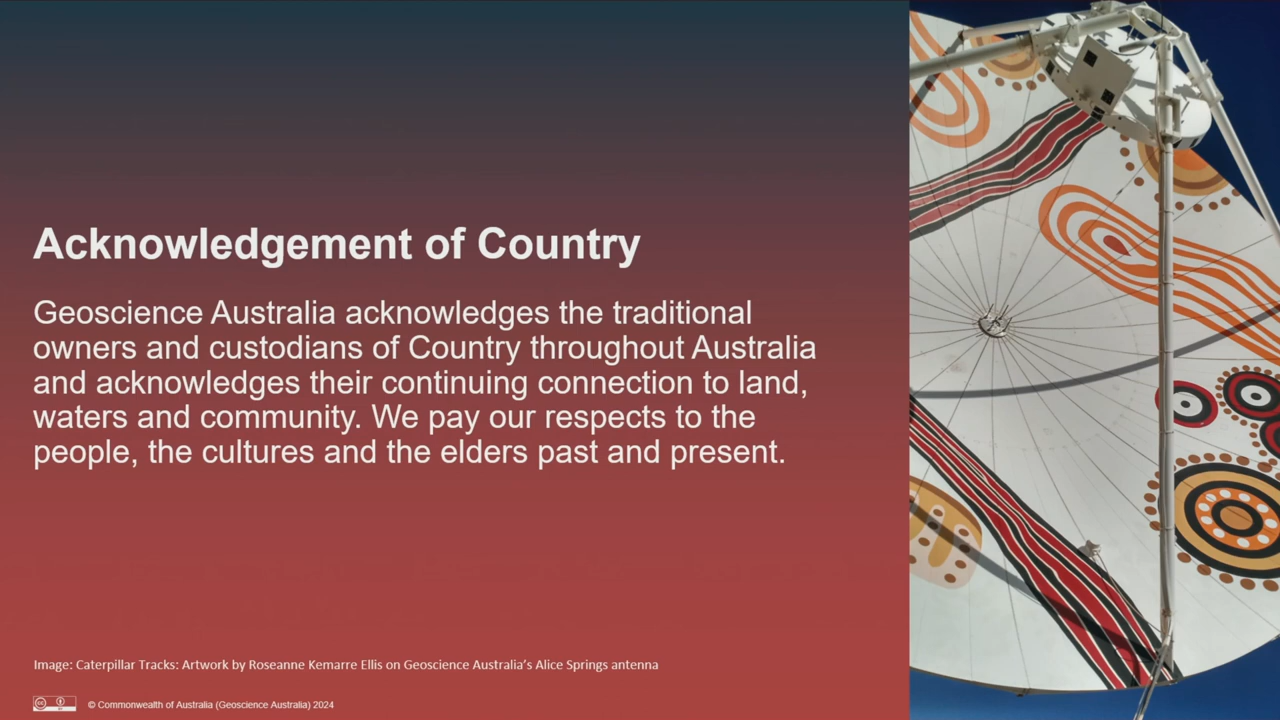 Acknowledgement of Country
Geoscience Australia acknowledges the traditional
owners and custodians of Country throughout Australia
and acknowledges their continuing connection to land,
waters and community. We pay our respects to the
people, the cultures and the elders past and present.
Image: Caterpillar Tracks: Artwork by Roseanne Kemarre Ellis on Geoscience Australia’s Alice Springs antenna
© Commonwealth of Australia (Geoscience Australia) 2024